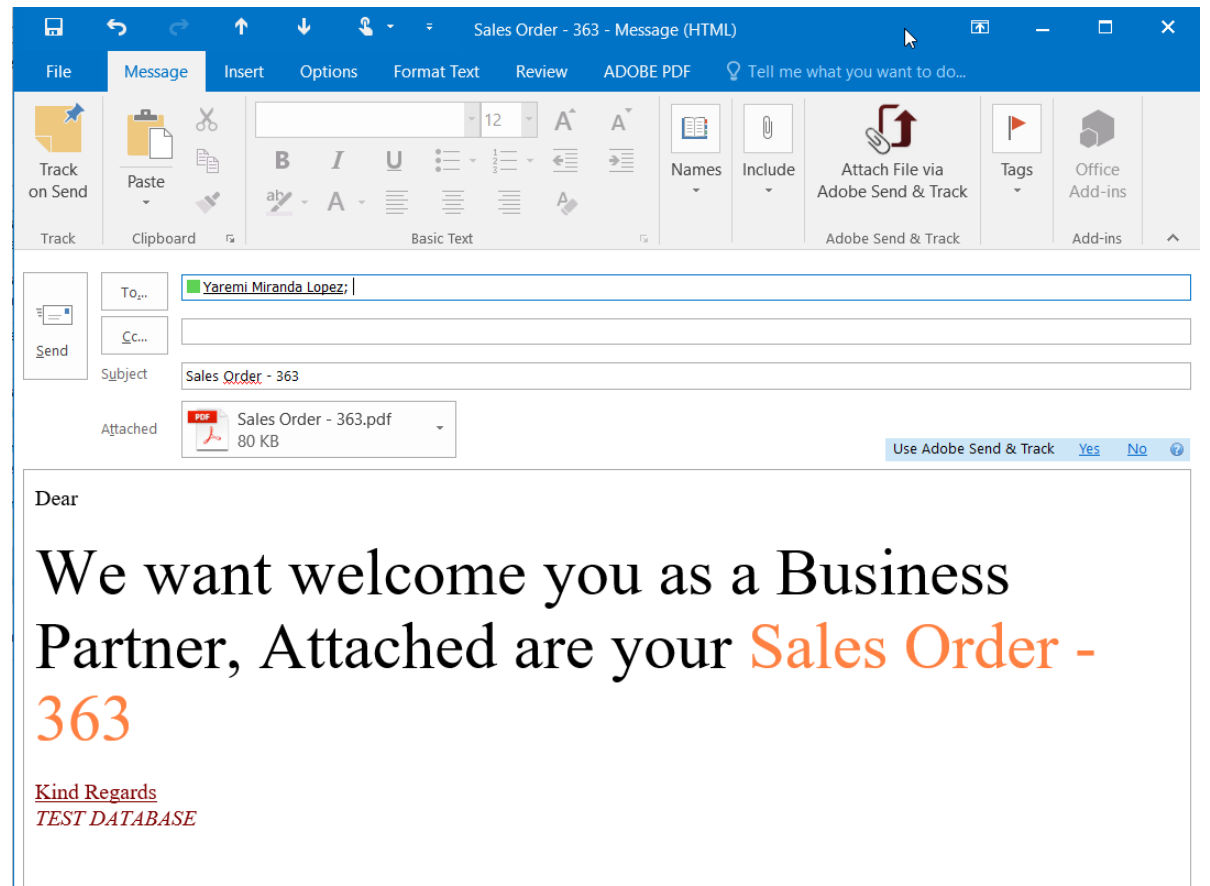 Sales Order - 363 - Message (HTML)
File Message Insert Options Format Text Review ADOBE PDF Tell me what you want to do...
Track on Send
Paste
12
B I U
Names
Include
Attach File via
Adobe Send & Track
Tags
Office
Add-ins
Track Clipboard Basic Text Adobe Send & Track Add-ins
Send
To... Yaremi Miranda Lopez;
Cc...
Subject Sales Order - 363
Attached PDF Sales Order - 363.pdf
80 KB
Use Adobe Send & Track Yes No
Dear
We want welcome you as a Business
Partner, Attached are your Sales Order -
363
Kind Regards
TEST DATABASE